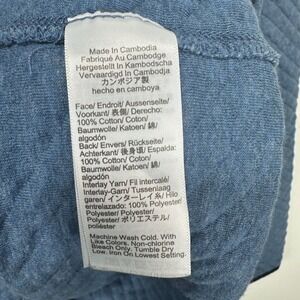 Made In Cambodia
Fabriqué Au Cambodge
Hergestellt In Kambodscha
Vervaardigd In Cambodja
カンボジア製
hecho en camboya
Face/ Endroit/ Aussenseite/
Voorkant/ 表側/ Derecho:
100% Cotton/ Coton/
Baumwolle/ Katoen/ 綿/
algodón
Back/ Envers/ Rückseite/
Achterkant/ 後身頃/ Espalda:
100% Cotton/ Coton/
Baumwolle/ Katoen/ 綿/
algodón
Interlay Yarn/ Fil intercalé/
Interlay-Garn/ Tussenlaag
garen/ インターレイ糸/ Hilo
entrelazado: 100% Polyester/
Polyester/ Polyester/
Polyester/ ポリエステル/
poliéster
Machine Wash Cold. With
Like Colors. Non-chlorine
Bleach Only. Tumble Dry
Low. Iron on Lowest Setting.